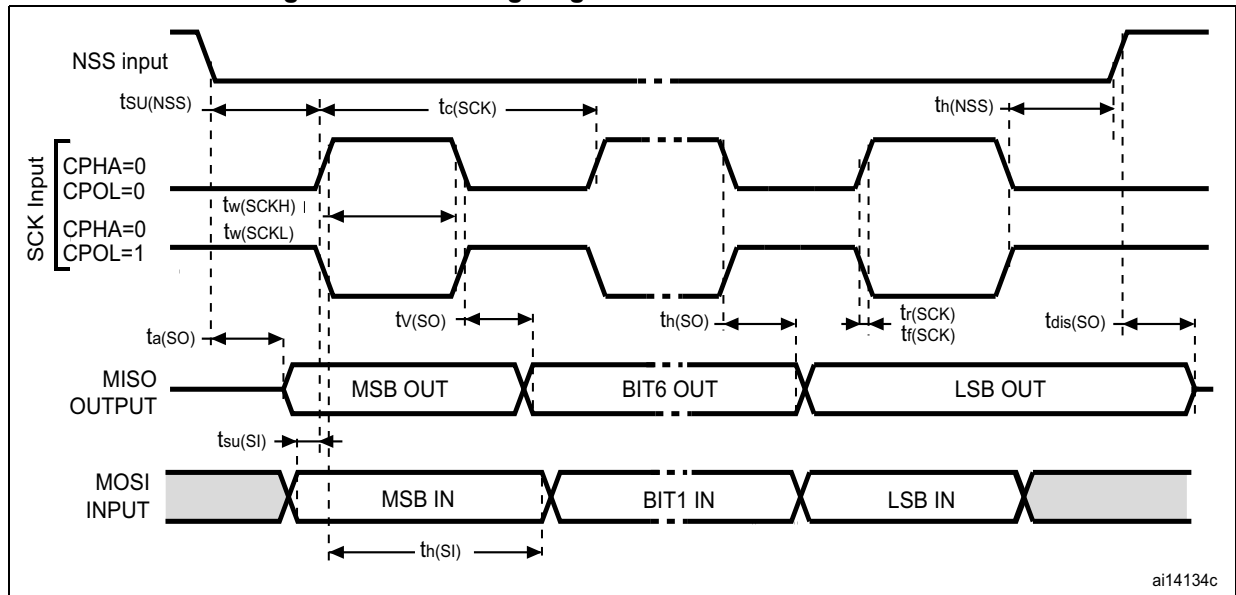 NSS input
tSU(NSS)
tc(SCK)
th(NSS)
SCK Input
CPHA=0
CPOL=0
tw(SCKH)
CPHA=0
tw(SCKL)
CPOL=1
tV(SO)
th(SO)
tr(SCK)
tf(SCK)
tdis(SO)
ta(SO)
MISO
OUTPUT
MSB OUT
BIT6 OUT
LSB OUT
tsu(SI)
MOSI
INPUT
MSB IN
BIT1 IN
LSB IN
th(SI)
ai14134c